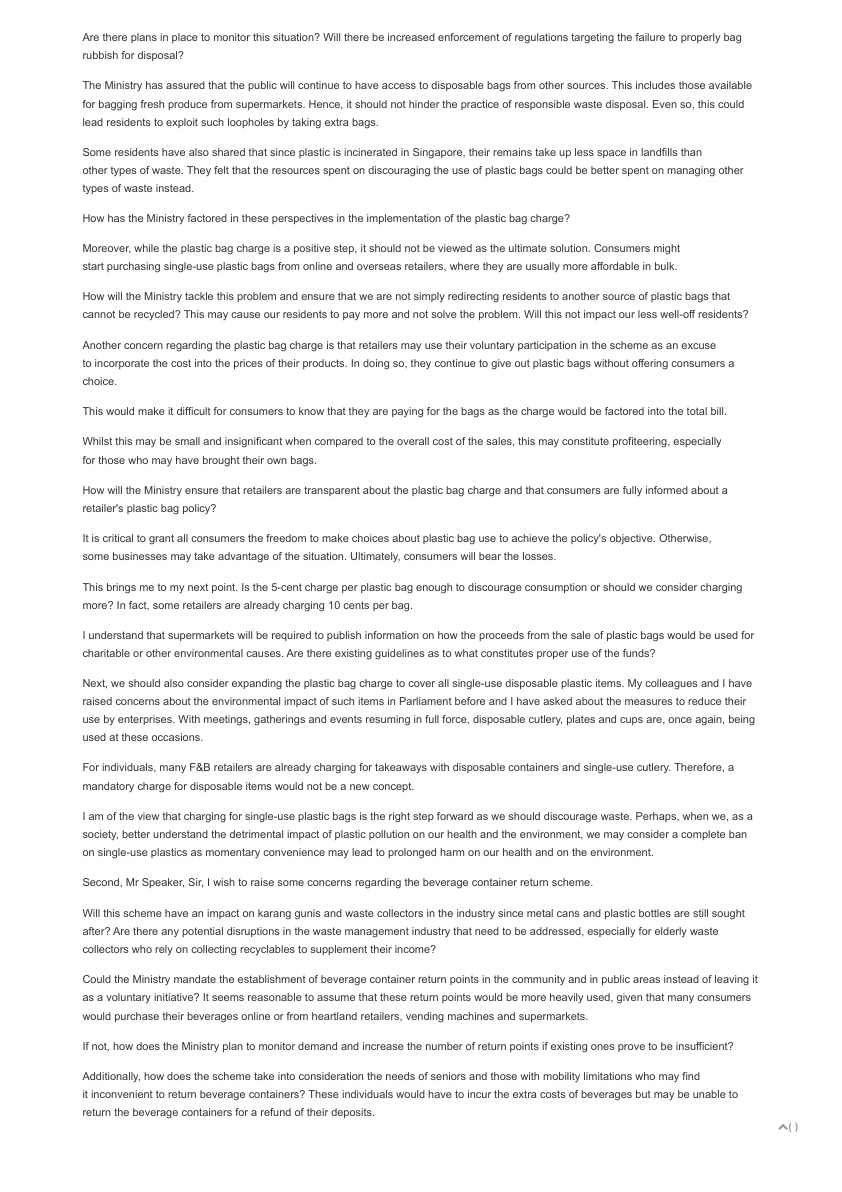 Are there plans in place to monitor this situation? Will there be increased enforcement of regulations targeting the failure to properly bag
rubbish for disposal?
The Ministry has assured that the public will continue to have access to disposable bags from other sources. This includes those available
for bagging fresh produce from supermarkets. Hence, it should not hinder the practice of responsible waste disposal. Even so, this could
lead residents to exploit such loopholes by taking extra bags.
Some residents have also shared that since plastic is incinerated in Singapore, their remains take up less space in landfills than
other types of waste. They felt that the resources spent on discouraging the use of plastic bags could be better spent on managing other
types of waste instead.
How has the Ministry factored in these perspectives in the implementation of the plastic bag charge?
Moreover, while the plastic bag charge is a positive step, it should not be viewed as the ultimate solution. Consumers might
start purchasing single-use plastic bags from online and overseas retailers, where they are usually more affordable in bulk.
How will the Ministry tackle this problem and ensure that we are not simply redirecting residents to another source of plastic bags that
cannot be recycled? This may cause our residents to pay more and not solve the problem. Will this not impact our less well-off residents?
Another concern regarding the plastic bag charge is that retailers may use their voluntary participation in the scheme as an excuse
to incorporate the cost into the prices of their products. In doing so, they continue to give out plastic bags without offering consumers a
choice.
This would make it difficult for consumers to know that they are paying for the bags as the charge would be factored into the total bill.
Whilst this may be small and insignificant when compared to the overall cost of the sales, this may constitute profiteering, especially
for those who may have brought their own bags.
How will the Ministry ensure that retailers are transparent about the plastic bag charge and that consumers are fully informed about a
retailer's plastic bag policy?
It is critical to grant all consumers the freedom to make choices about plastic bag use to achieve the policy's objective. Otherwise,
some businesses may take advantage of the situation. Ultimately, consumers will bear the losses.
This brings me to my next point. Is the 5-cent charge per plastic bag enough to discourage consumption or should we consider charging
more? In fact, some retailers are already charging 10 cents per bag.
I understand that supermarkets will be required to publish information on how the proceeds from the sale of plastic bags would be used for
charitable or other environmental causes. Are there existing guidelines as to what constitutes proper use of the funds?
Next, we should also consider expanding the plastic bag charge to cover all single-use disposable plastic items. My colleagues and I have
raised concerns about the environmental impact of such items in Parliament before and I have asked about the measures to reduce their
use by enterprises. With meetings, gatherings and events resuming in full force, disposable cutlery, plates and cups are, once again, being
used at these occasions.
For individuals, many F&B retailers are already charging for takeaways with disposable containers and single-use cutlery. Therefore, a
mandatory charge for disposable items would not be a new concept.
I am of the view that charging for single-use plastic bags is the right step forward as we should discourage waste. Perhaps, when we, as a
society, better understand the detrimental impact of plastic pollution on our health and the environment, we may consider a complete ban
on single-use plastics as momentary convenience may lead to prolonged harm on our health and on the environment.
Second, Mr Speaker, Sir, I wish to raise some concerns regarding the beverage container return scheme.
Will this scheme have an impact on karang gunis and waste collectors in the industry since metal cans and plastic bottles are still sought
after? Are there any potential disruptions in the waste management industry that need to be addressed, especially for elderly waste
collectors who rely on collecting recyclables to supplement their income?
Could the Ministry mandate the establishment of beverage container return points in the community and in public areas instead of leaving it
as a voluntary initiative? It seems reasonable to assume that these return points would be more heavily used, given that many consumers
would purchase their beverages online or from heartland retailers, vending machines and supermarkets.
If not, how does the Ministry plan to monitor demand and increase the number of return points if existing ones prove to be insufficient?
Additionally, how does the scheme take into consideration the needs of seniors and those with mobility limitations who may find
it inconvenient to return beverage containers? These individuals would have to incur the extra costs of beverages but may be unable to
return the beverage containers for a refund of their deposits.
( )